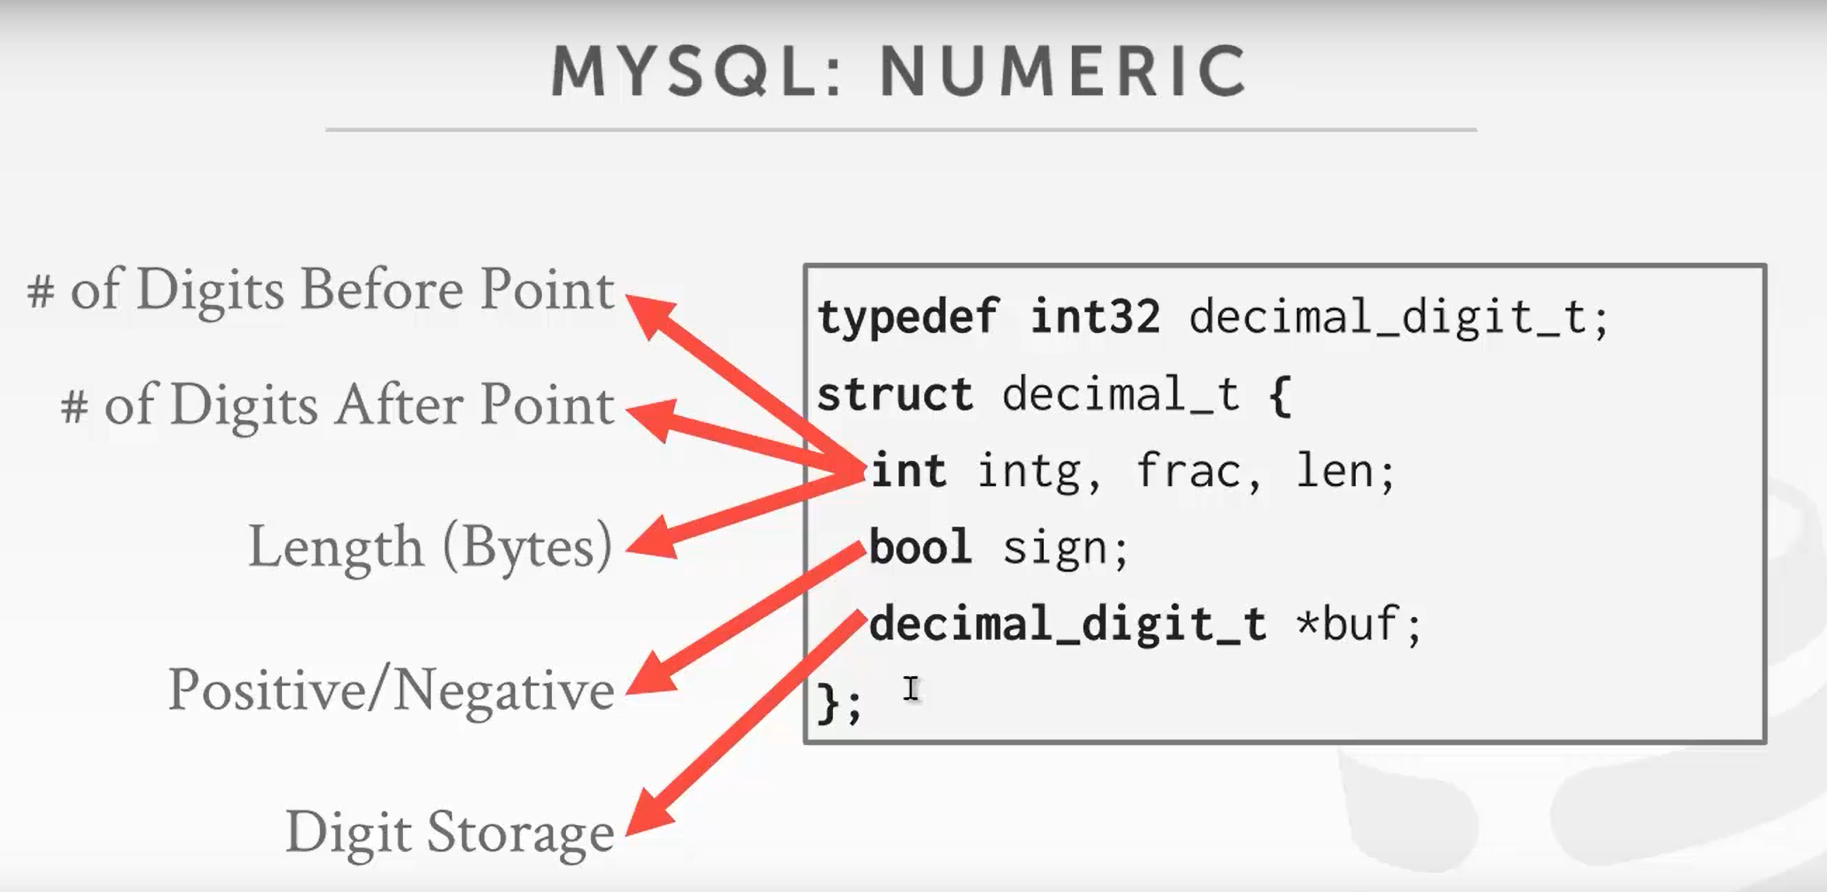 MYSQL: NUMERIC
# of Digits Before Point
# of Digits After Point
Length (Bytes)
Positive/Negative
Digit Storage
typedef int32 decimal_digit_t;
struct decimal_t {
int intg, frac, len;
bool sign;
decimal_digit_t *buf;
};